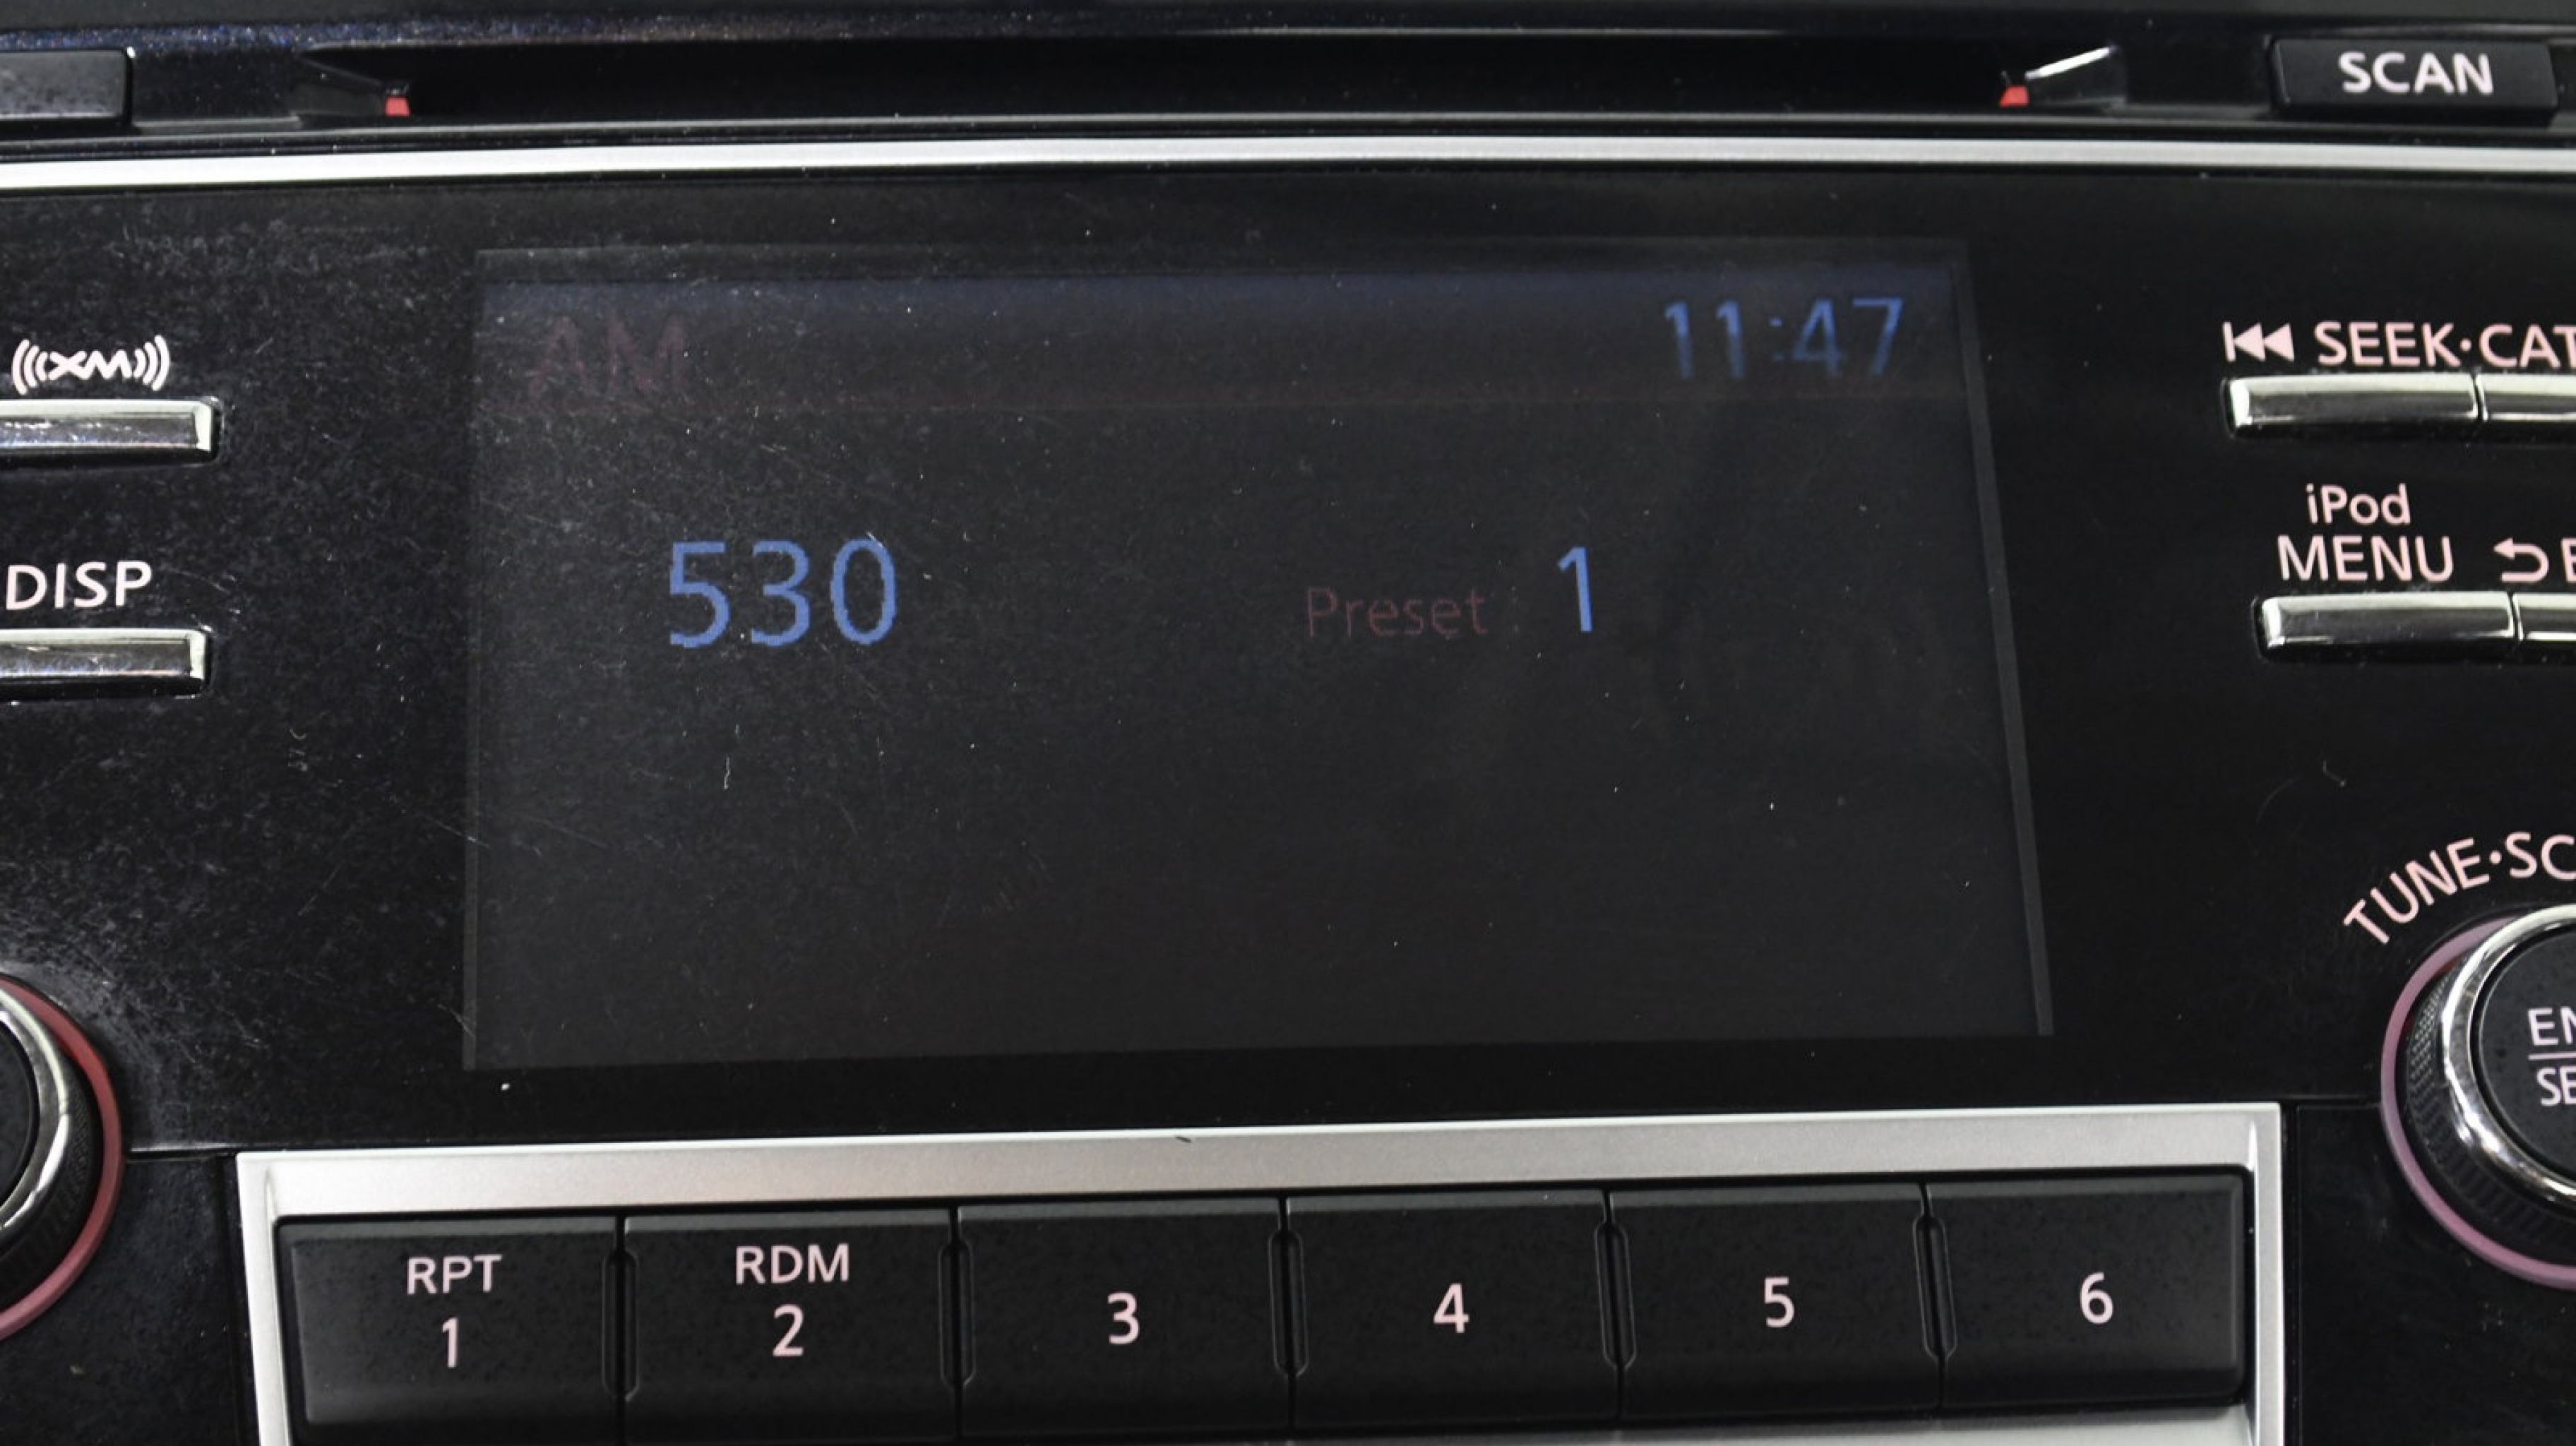 SCAN
AM 11:47
XM
SEEK·CAT
iPod
MENU
DISP
530 Preset 1
TUNE·SC
RPT
1
RDM
2
3
4
5
6